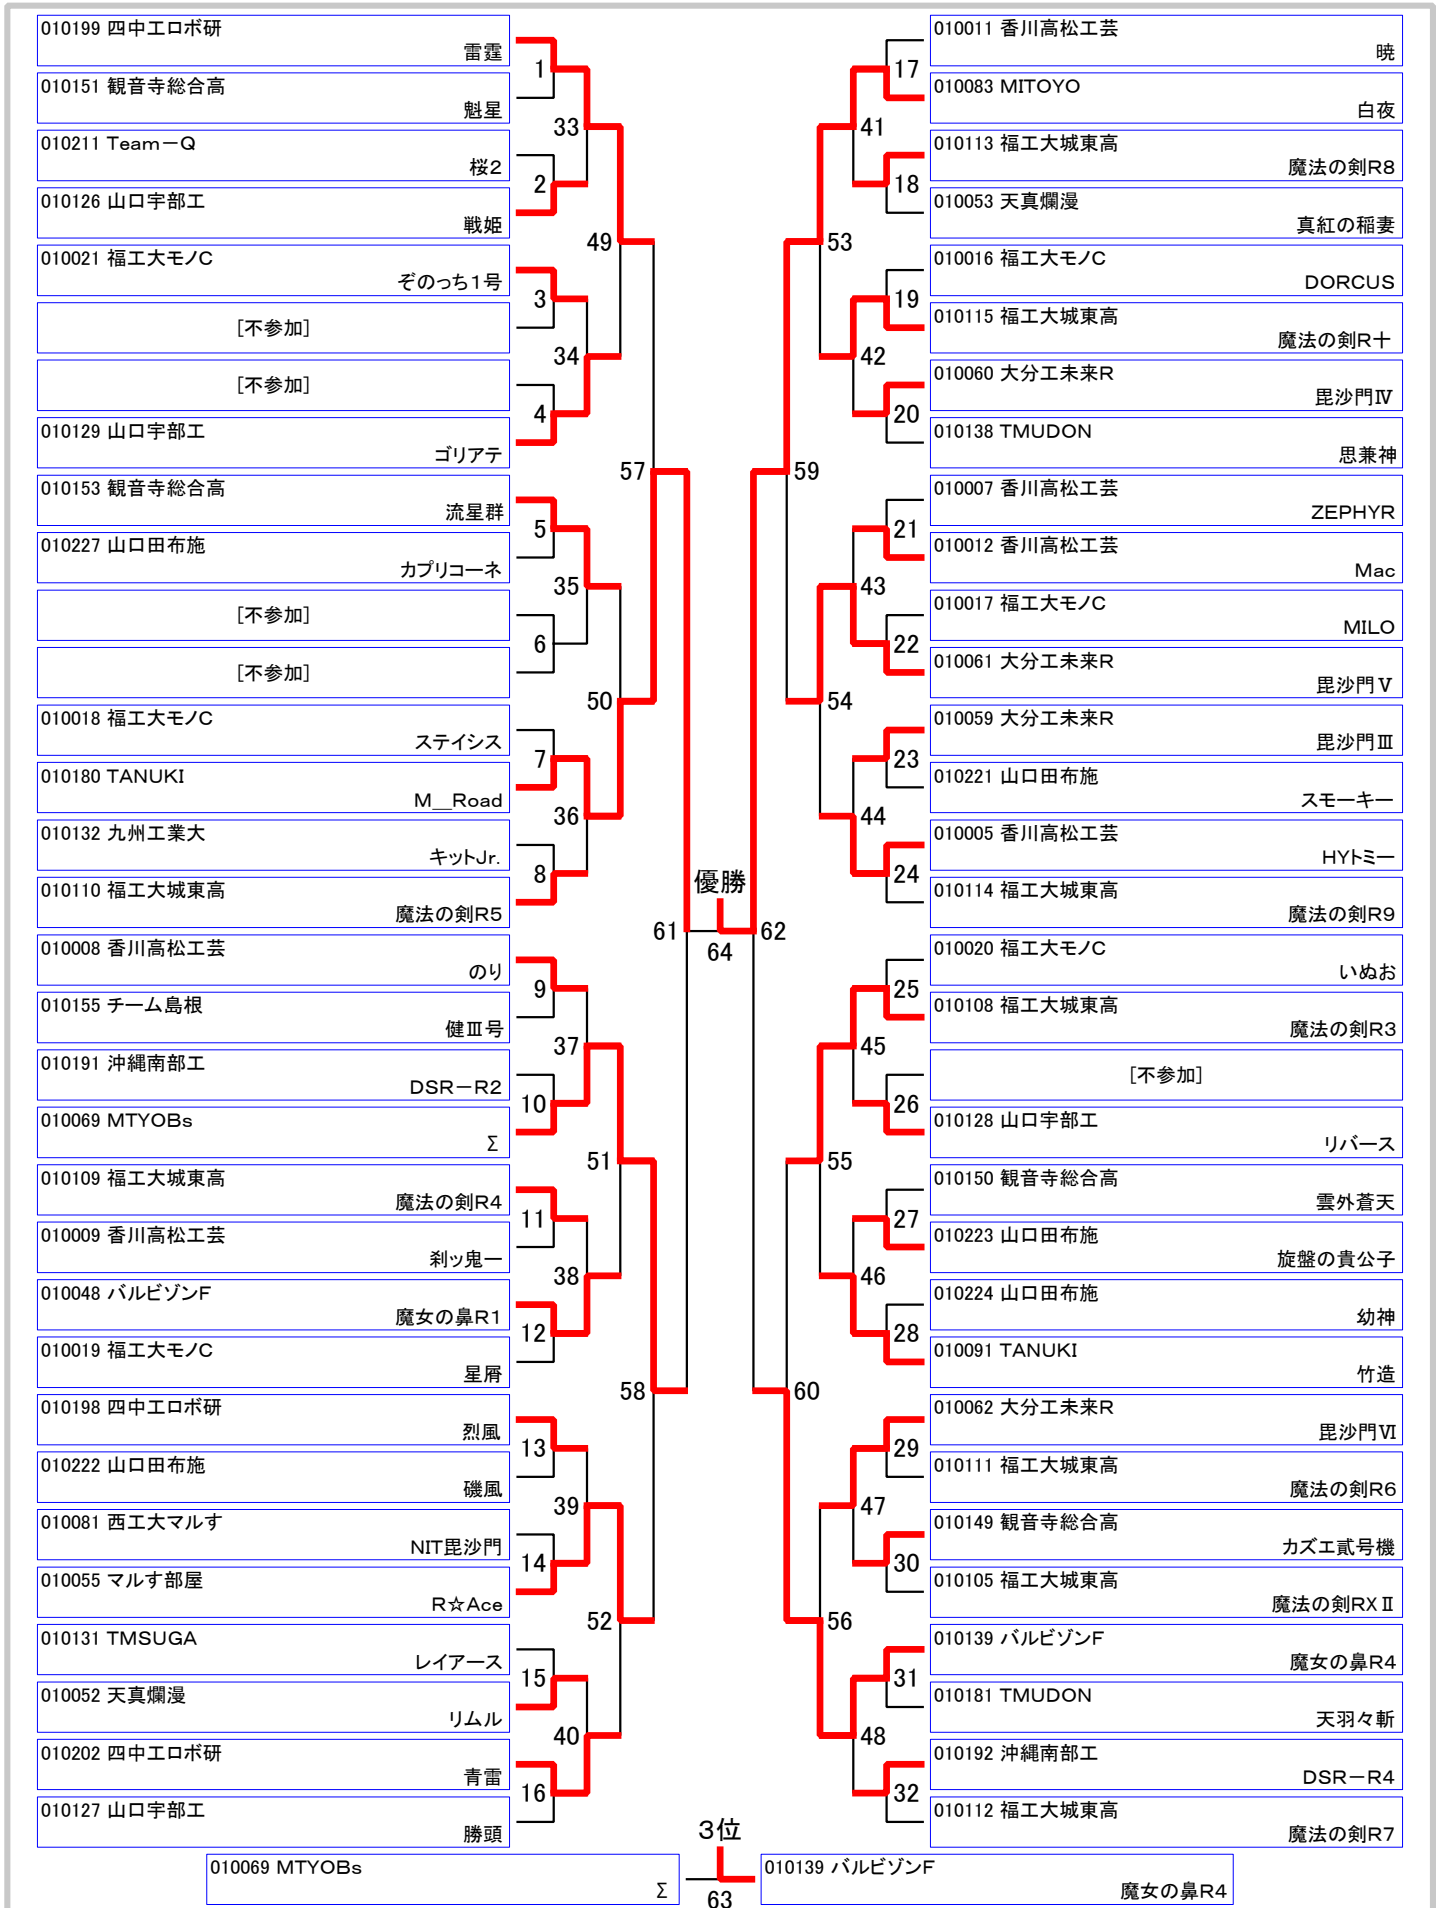 010199 四中工ロボ研
雷霆
010151 観音寺総合高
魁星
010211 Team－Q
桜2
010126 山口宇部工
戦姫
010021 福工大モノC
ぞのっち1号
[不参加]
[不参加]
010129 山口宇部工
ゴリアテ
010153 観音寺総合高
流星群
010227 山口田布施
カプリコーネ
[不参加]
[不参加]
010018 福工大モノC
ステイシス
010180 TANUKI
M＿Road
010132 九州工業大
キットJr.
010110 福工大城東高
魔法の剣R5
010008 香川高松工芸
のり
010155 チーム島根
健Ⅲ号
010191 沖縄南部工
DSR－R2
010069 MTYOBs
Σ
010109 福工大城東高
魔法の剣R4
010009 香川高松工芸
刹ッ鬼一
010048 バルビゾンF
魔女の鼻R1
010019 福工大モノC
星屑
010198 四中工ロボ研
烈風
010222 山口田布施
磯風
010081 西工大マルす
NIT毘沙門
010055 マルす部屋
R☆Ace
010131 TMSUGA
レイアース
010052 天真爛漫
リムル
010202 四中工ロボ研
青雷
010127 山口宇部工
勝頭
1
2
3
4
5
6
7
8
9
10
11
12
13
14
15
16
33
34
35
36
37
38
39
40
49
50
51
52
57
58
61
優勝
64
62
59
60
53
54
55
56
41
42
43
44
45
46
47
48
17
18
19
20
21
22
23
24
25
26
27
28
29
30
31
32
010011 香川高松工芸
暁
010083 MITOYO
白夜
010113 福工大城東高
魔法の剣R8
010053 天真爛漫
真紅の稲妻
010016 福工大モノC
DORCUS
010115 福工大城東高
魔法の剣R＋
010060 大分工未来R
毘沙門Ⅳ
010138 TMUDON
思兼神
010007 香川高松工芸
ZEPHYR
010012 香川高松工芸
Mac
010017 福工大モノC
MILO
010061 大分工未来R
毘沙門Ⅴ
010059 大分工未来R
毘沙門Ⅲ
010221 山口田布施
スモーキー
010005 香川高松工芸
HYトミー
010114 福工大城東高
魔法の剣R9
010020 福工大モノC
いぬお
010108 福工大城東高
魔法の剣R3
[不参加]
010128 山口宇部工
リバース
010150 観音寺総合高
雲外蒼天
010223 山口田布施
旋盤の貴公子
010224 山口田布施
幼神
010091 TANUKI
竹造
010062 大分工未来R
毘沙門Ⅵ
010111 福工大城東高
魔法の剣R6
010149 観音寺総合高
カズエ貳号機
010105 福工大城東高
魔法の剣RXⅡ
010139 バルビゾンF
魔女の鼻R4
010181 TMUDON
天羽々斬
010192 沖縄南部工
DSR－R4
010112 福工大城東高
魔法の剣R7
3位
010069 MTYOBs
Σ
63
010139 バルビゾンF
魔女の鼻R4